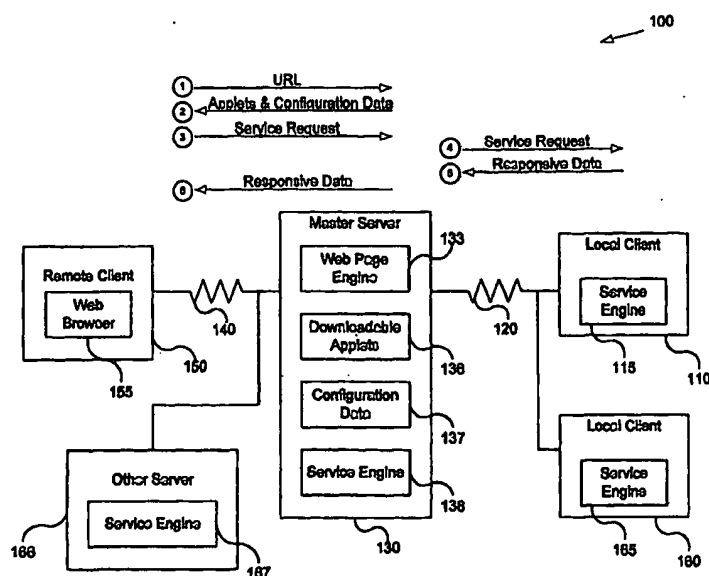 100
1 URL
2 Applets & Configuration Data
3 Service Request
4 Service Request
5 Responsive Data
6 Responsive Data
Master Server
133
Web Page Engine
Remote Client
Web Browser
140
155
150
Downloadable Applets
136
Configuration Data
137
Service Engine
138
130
120
Local Client
Service Engine
115
110
Local Client
Service Engine
165
160
Other Server
Service Engine
166
167